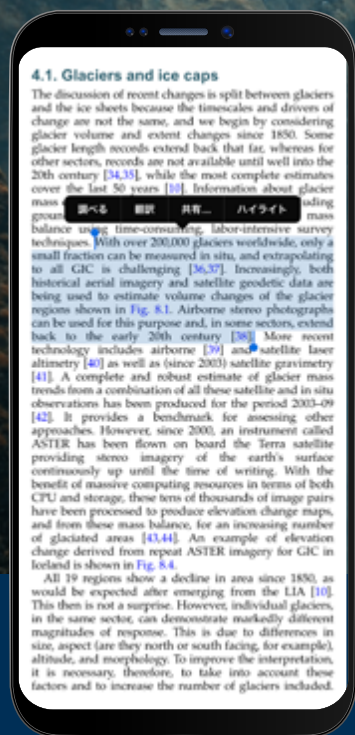 4.1. Glaciers and ice caps
The discussion of recent changes is split between glaciers
and the ice sheets because the timescales and drivers of
change are not the same, and we begin by considering
glacier volume and extent changes since 1850. Some
glacier length records extend back that far, whereas for
other sectors, records are not available until well into the
20th century [34,35], while the most complete estimates
cover the last 50 years [10]. Information about glacier
mass
調べる 翻訳 共有... ハイライト
balance using time-consuming, labor-intensive survey
techniques. With over 200,000 glaciers worldwide, only a
small fraction can be measured in situ, and extrapolating
to all GIC is challenging [36,37]. Increasingly, both
historical aerial imagery and satellite geodetic data are
being used to estimate volume changes of the glacier
regions shown in Fig. 8.1. Airborne stereo photographs
can be used for this purpose and, in some sectors, extend
back to the early 20th century [38]. More recent
technology includes airborne [39] and satellite laser
altimetry [40] as well as (since 2003) satellite gravimetry
[41]. A complete and robust estimate of glacier mass
trends from a combination of all these satellite and in situ
observations has been produced for the period 2003–09
[42]. It provides a benchmark for assessing other
approaches. However, since 2000, an instrument called
ASTER has been flown on board the Terra satellite
providing stereo imagery of the earth's surface
continuously up until the time of writing. With the
benefit of massive computing resources in terms of both
CPU and storage, these tens of thousands of image pairs
have been processed to produce elevation change maps,
and from these mass balance, for an increasing number
of glaciated areas [43,44]. An example of elevation
change derived from repeat ASTER imagery for GIC in
Iceland is shown in Fig. 8.4.
All 19 regions show a decline in area since 1850, as
would be expected after emerging from the LIA [10].
This then is not a surprise. However, individual glaciers,
in the same sector, can demonstrate markedly different
magnitudes of response. This is due to differences in
size, aspect (are they north or south facing, for example),
altitude, and morphology. To improve the interpretation,
it is necessary, therefore, to take into account these
factors and to increase the number of glaciers included.